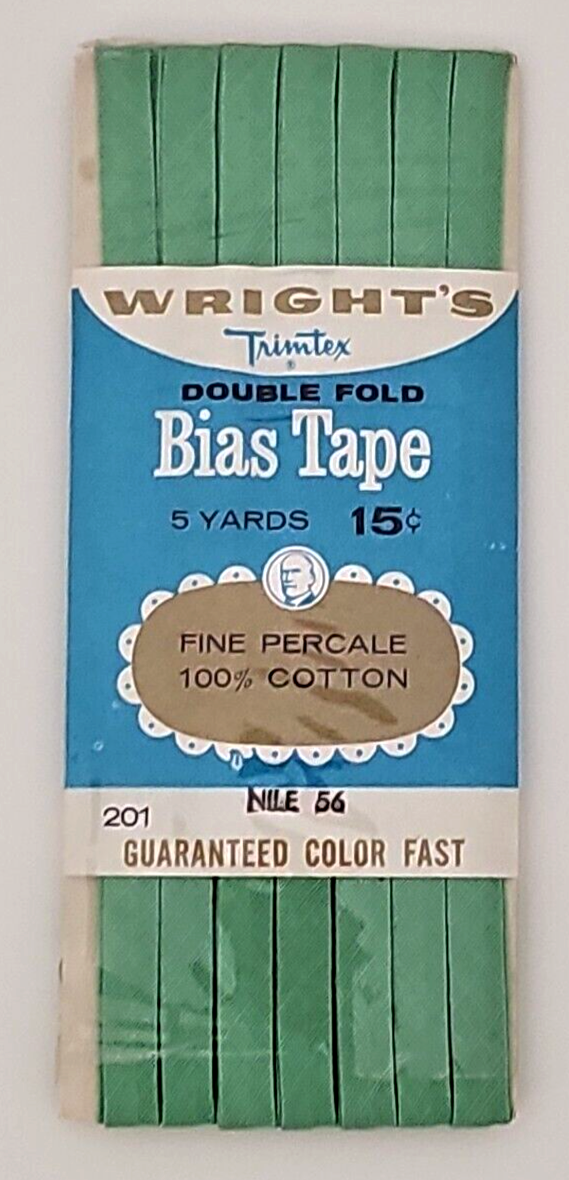 WRIGHT'S
Trimtex
®
DOUBLE FOLD
Bias Tape
5 YARDS 15¢
FINE PERCALE
100% COTTON
NILE 56
201
GUARANTEED COLOR FAST